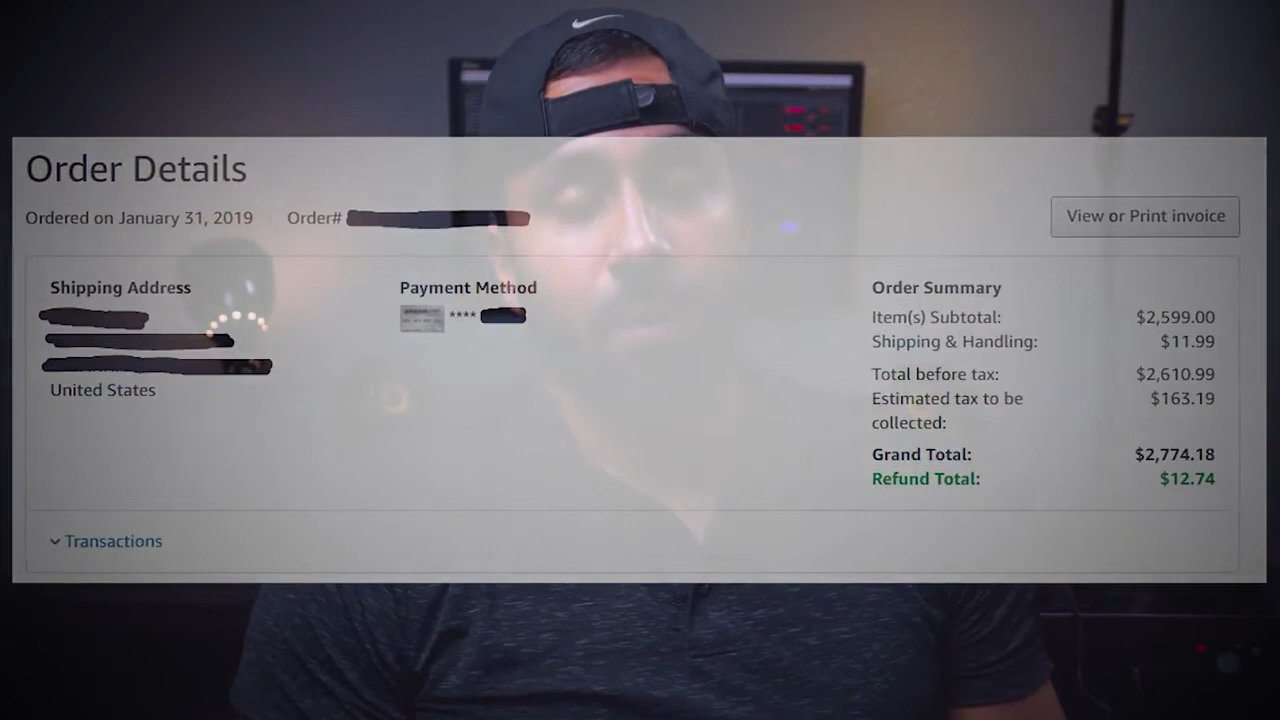 Order Details
Ordered on January 31, 2019 Order#
View or Print invoice
Shipping Address
United States
Payment Method
****
Order Summary
Item(s) Subtotal: $2,599.00
Shipping & Handling: $11.99
Total before tax: $2,610.99
Estimated tax to be collected: $163.19
Grand Total: $2,774.18
Refund Total: $12.74
Transactions